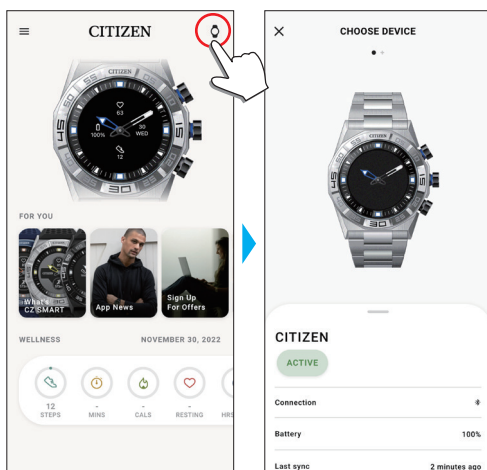 CITIZEN
CITIZEN
63
100%
30
WED
12
FOR YOU
What's
CZ SMART
App News
Sign Up
For Offers
WELLNESS
NOVEMBER 30, 2022
12
STEPS
-
MINS
-
CALS
-
RESTING
HRS
CHOOSE DEVICE
CITIZEN
CITIZEN
ACTIVE
Connection
Battery
100%
Last sync
2 minutes ago